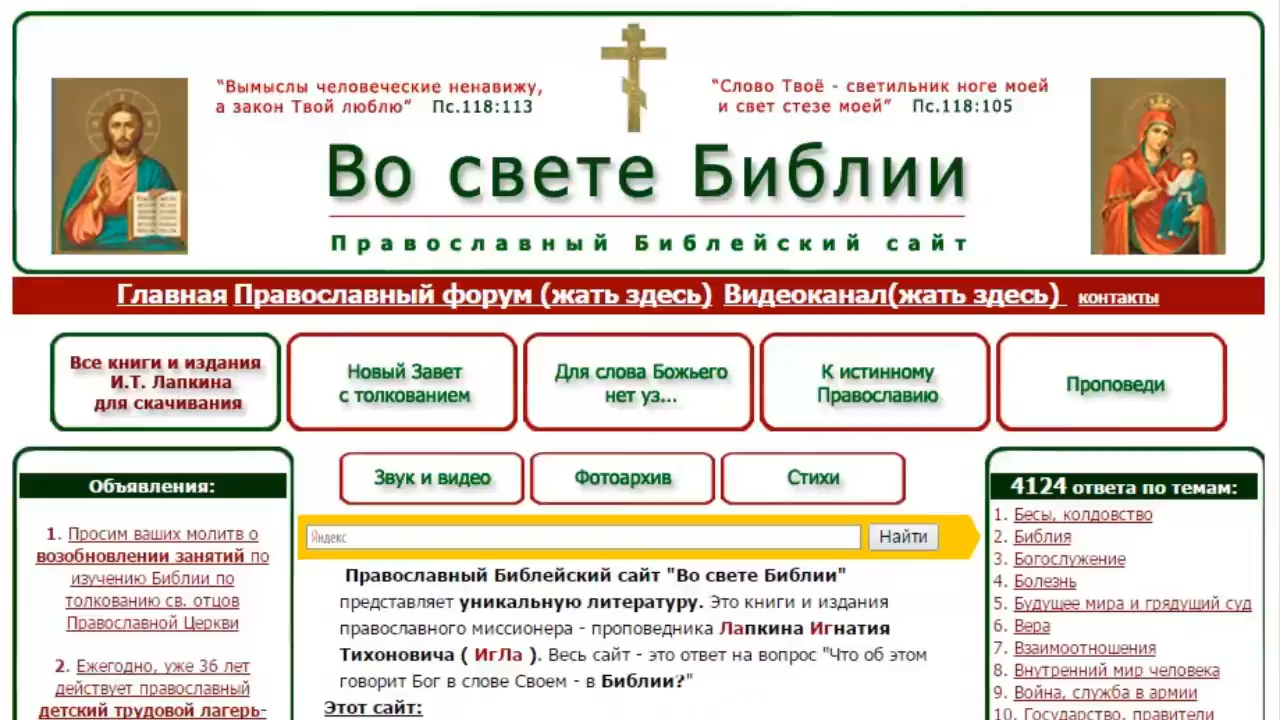 "Вымыслы человеческие ненавижу,
а закон Твой люблю" Пс.118:113
"Слово Твоё - светильник ноге моей
и свет стезе моей" Пс.118:105
Во свете Библии
Православный Библейский сайт
Главная Православный форум (жать здесь) Видеоканал(жать здесь) контакты
Все книги и издания
И.Т. Лапкина
для скачивания
Новый Завет
с толкованием
Для слова Божьего
нет уз...
К истинному
Православию
Проповеди
Звук и видео
Фотоархив
Стихи
Объявления:
1. Просим ваших молитв о
возобновлении занятий по
изучению Библии по
толкованию св. отцов
Православной Церкви
2. Ежегодно, уже 36 лет
действует православный
детский трудовой лагерь-
Яндекс
Найти
Православный Библейский сайт "Во свете Библии"
представляет уникальную литературу. Это книги и издания
православного миссионера - проповедника Лапкина Игнатия
Тихоновича ( ИгЛа ). Весь сайт - это ответ на вопрос "Что об этом
говорит Бог в слове Своем - в Библии?"
Этот сайт:
4124 ответа по темам:
1. Бесы, колдовство
2. Библия
3. Богослужение
4. Болезнь
5. Будущее мира и грядущий суд
6. Вера
7. Взаимоотношения
8. Внутренний мир человека
9. Война, служба в армии
10. Государство, правители